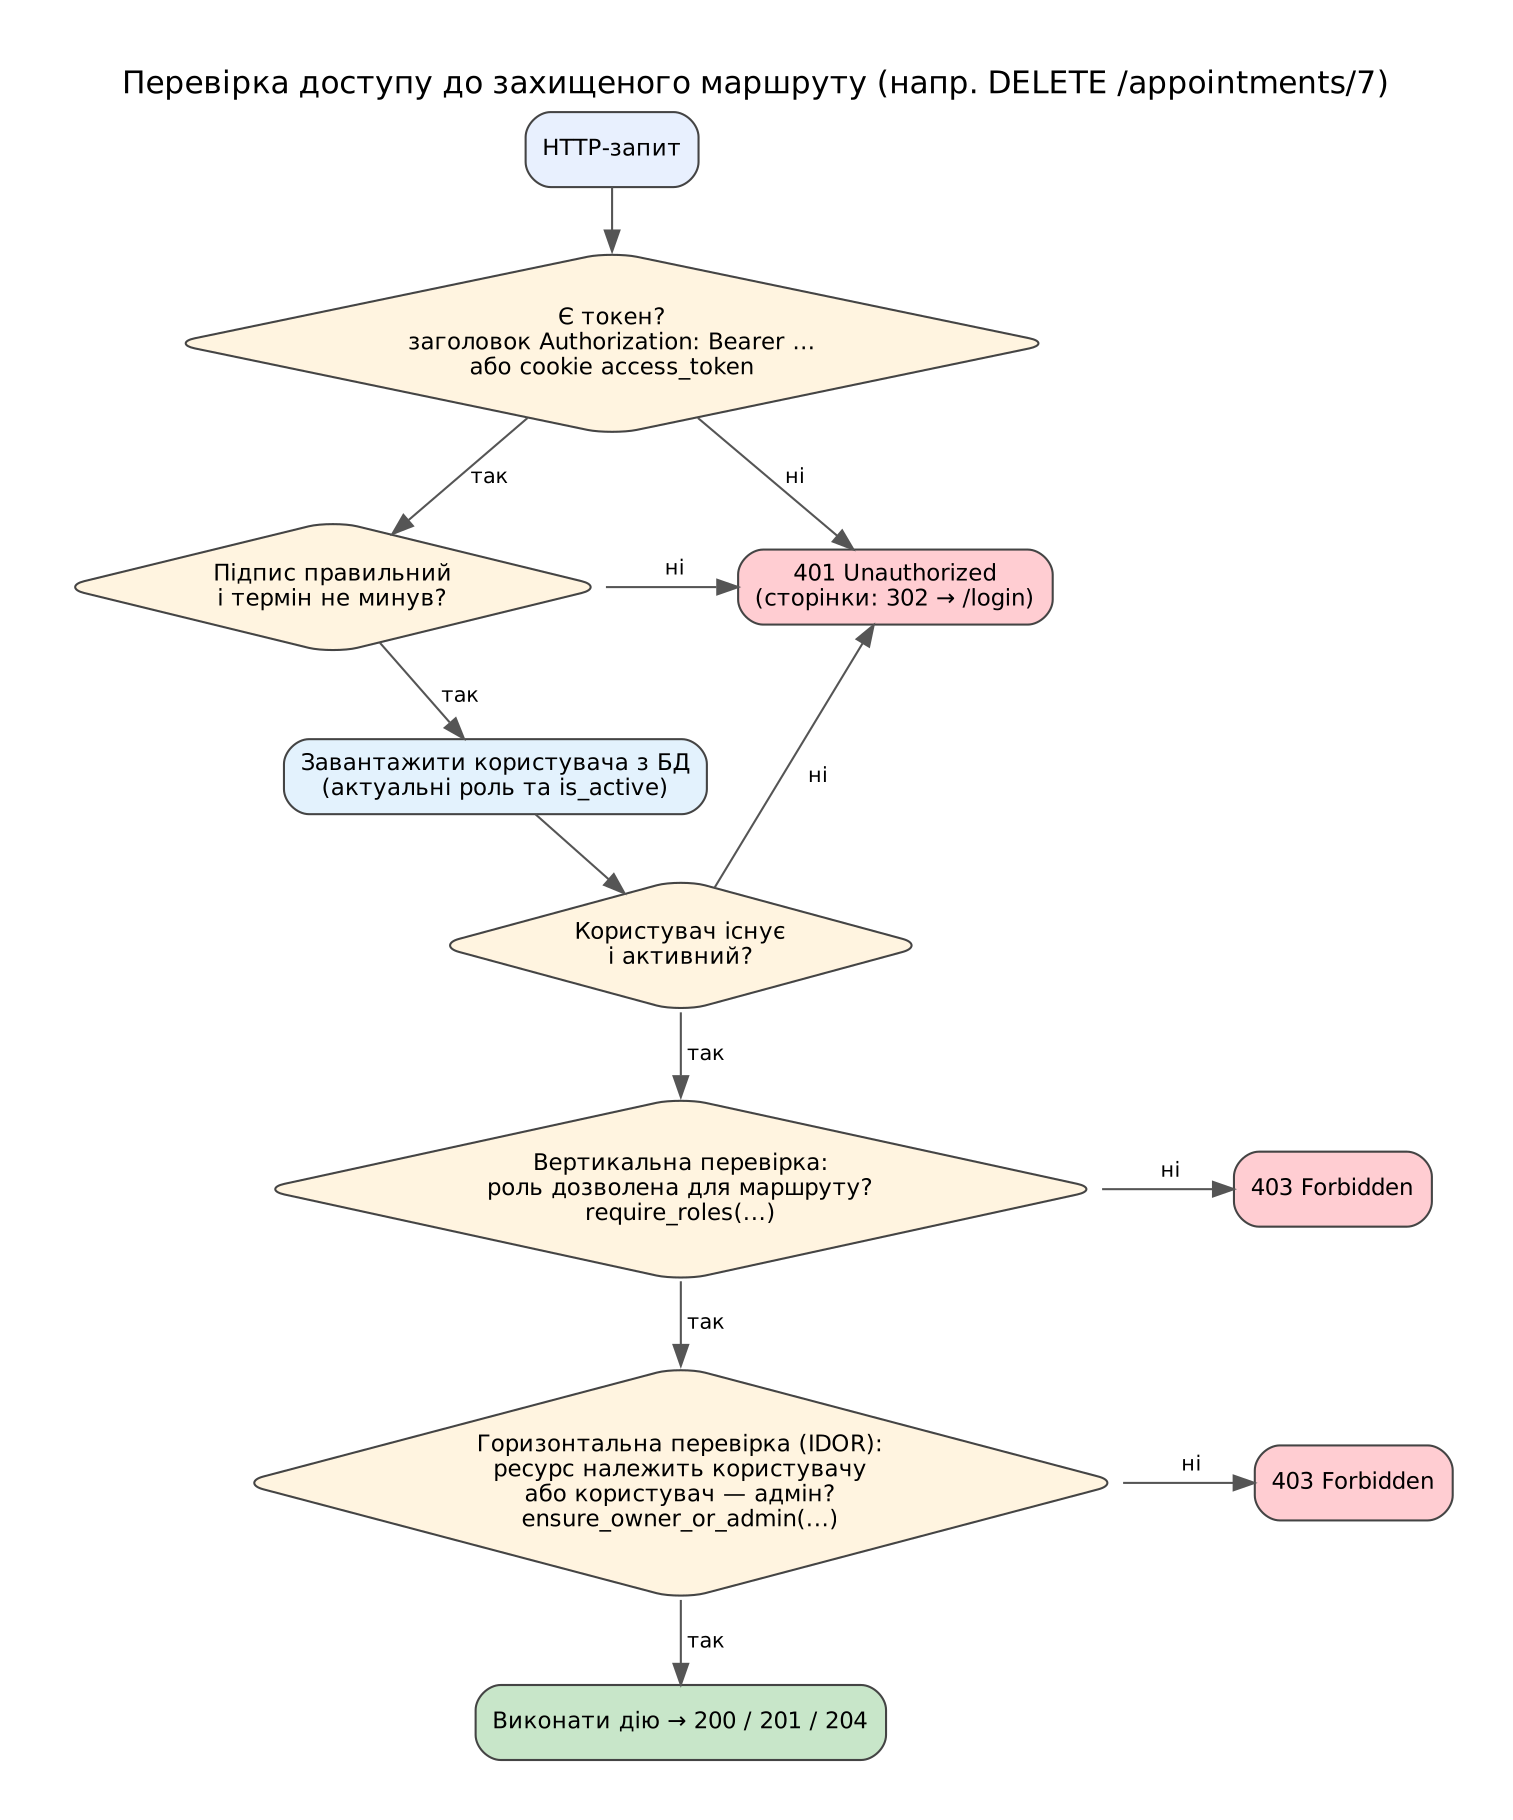 Перевірка доступу до захищеного маршруту (напр. DELETE /appointments/7)
HTTP-запит
Є токен?
заголовок Authorization: Bearer ...
або cookie access_token
так
ні
Підпис правильний
і термін не минув?
ні
401 Unauthorized
(сторінки: 302 → /login)
так
Завантажити користувача з БД
(актуальні роль та is_active)
ні
Користувач існує
і активний?
так
Вертикальна перевірка:
роль дозволена для маршруту?
require_roles(...)
ні
403 Forbidden
так
Горизонтальна перевірка (IDOR):
ресурс належить користувачу
або користувач — адмін?
ensure_owner_or_admin(...)
ні
403 Forbidden
так
Виконати дію → 200 / 201 / 204